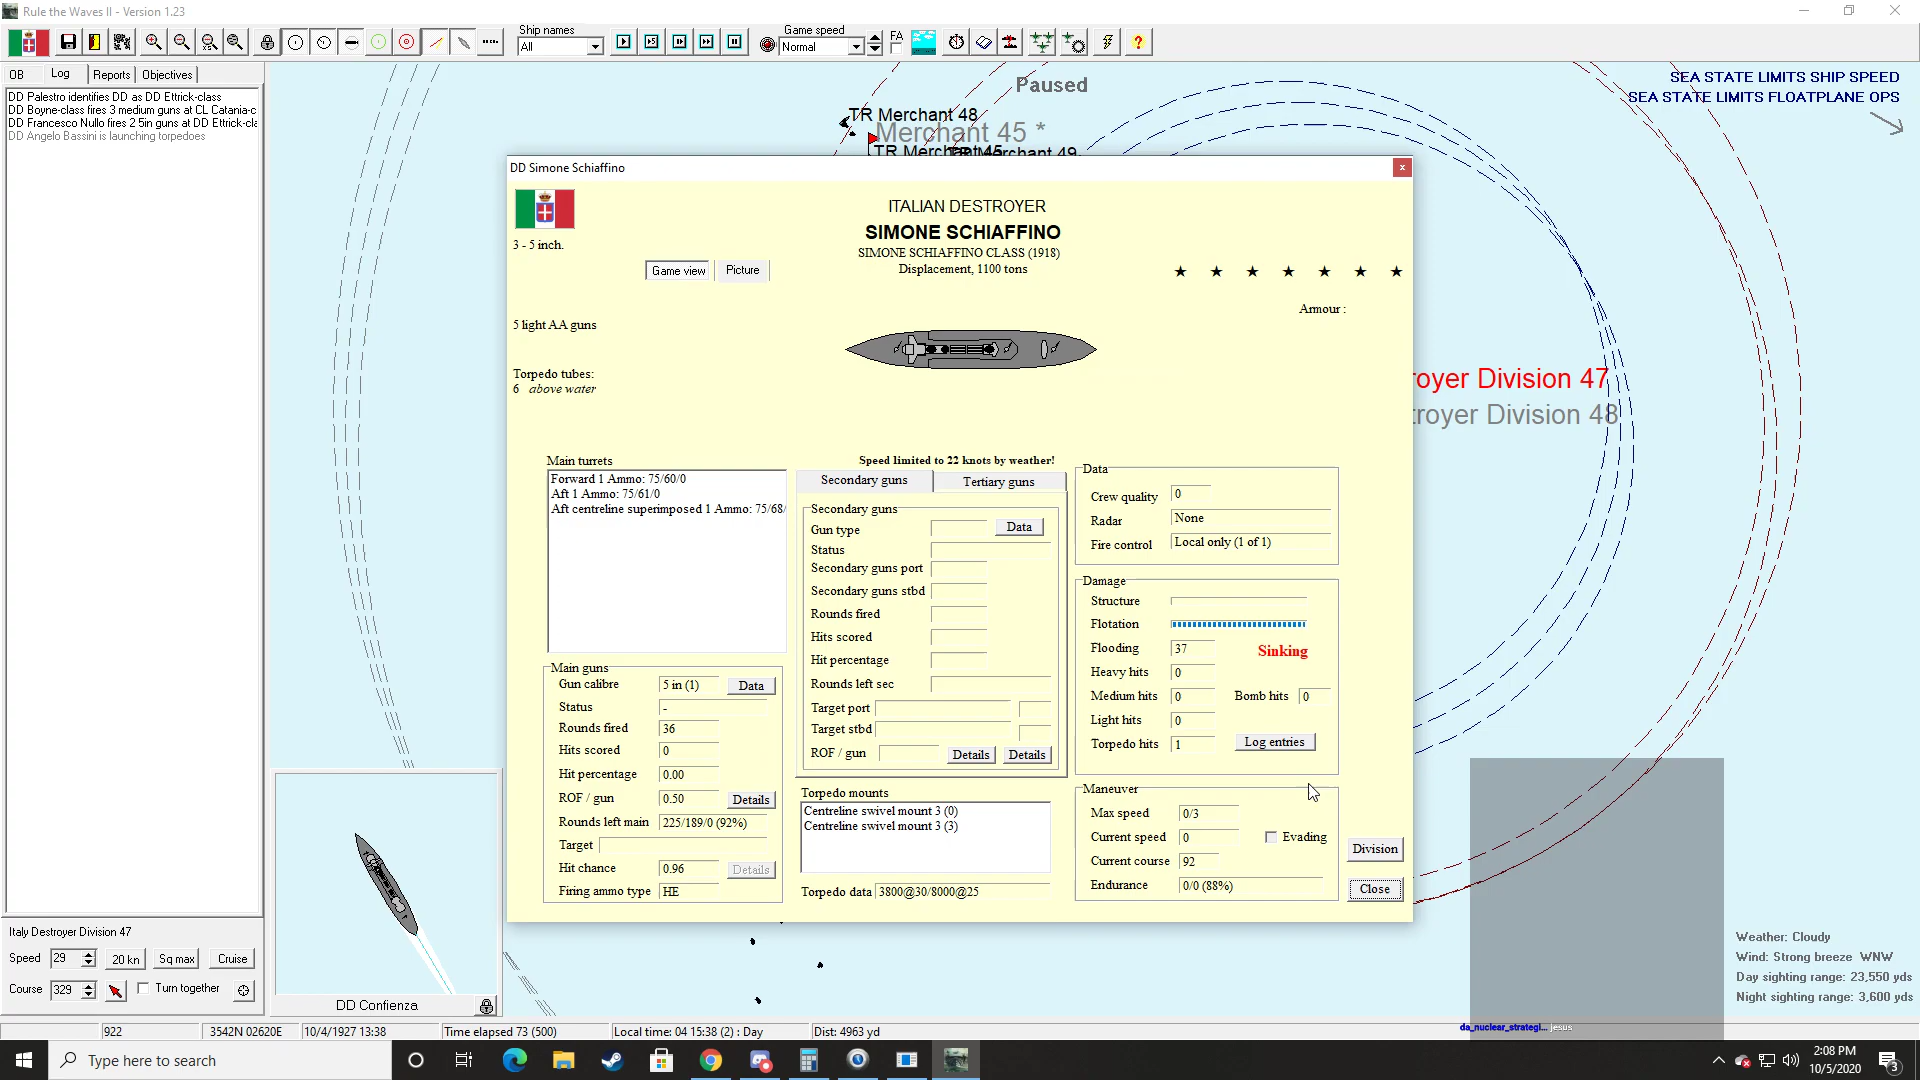 Rule the Waves II - Version 1.23
Ship names
All
Game speed
Normal
FA
OB
Log
Reports
Objectives
SEA STATE LIMITS SHIP SPEED
SEA STATE LIMITS FLOATPLANE OPS
Paused
DD Palestro identifies DD as DD Ettrick-class
DD Boyne-class fires 3 medium guns at CL Catania-c
DD Francesco Nullo fires 2 5in guns at DD Ettrick-cla
DD Angelo Bassini is launching torpedoes
TR Merchant 48
Merchant 45 *
TR Merchant 45
Merchant 49
DD Simone Schiaffino
x
ITALIAN DESTROYER
SIMONE SCHIAFFINO
SIMONE SCHIAFFINO CLASS (1918)
Displacement, 1100 tons
3 - 5 inch.
Game view
Picture
★ ★ ★ ★ ★ ★ ★
Armour :
5 light AA guns
Torpedo tubes:
6 above water
royer Division 47
troyer Division 48
Main turrets
Forward 1 Ammo: 75/60/0
Aft 1 Ammo: 75/61/0
Aft centreline superimposed 1 Ammo: 75/68/
Speed limited to 22 knots by weather!
Secondary guns
Tertiary guns
Secondary guns
Gun type
Data
Status
Secondary guns port
Secondary guns stbd
Rounds fired
Hits scored
Hit percentage
Rounds left sec
Target port
Target stbd
ROF / gun
Details
Details
Data
Crew quality 0
Radar None
Fire control Local only (1 of 1)
Damage
Structure
Flotation
Flooding 37
Sinking
Heavy hits 0
Medium hits 0
Bomb hits 0
Light hits 0
Torpedo hits 1
Log entries
Main guns
Gun calibre 5 in (1)
Data
Status -
Rounds fired 36
Hits scored 0
Hit percentage 0.00
ROF / gun 0.50
Details
Rounds left main 225/189/0 (92%)
Target
Hit chance 0.96
Details
Firing ammo type HE
Torpedo mounts
Centreline swivel mount 3 (0)
Centreline swivel mount 3 (3)
Torpedo data 3800@30/8000@25
Maneuver
Max speed 0/3
Current speed 0
Evading
Current course 92
Endurance 0/0 (88%)
Division
Close
Italy Destroyer Division 47
Speed 29
20 kn
Sq max
Cruise
Course 329
Turn together
DD Confienza
Weather: Cloudy
Wind: Strong breeze WNW
Day sighting range: 23,550 yds
Night sighting range: 3,600 yds
da_nuclear_strategi... jesus
922
3542N 02620E
10/4/1927 13:38
Time elapsed 73 (500)
Local time: 04 15:38 (2) : Day
Dist: 4963 yd
Type here to search
2:08 PM
10/5/2020
3